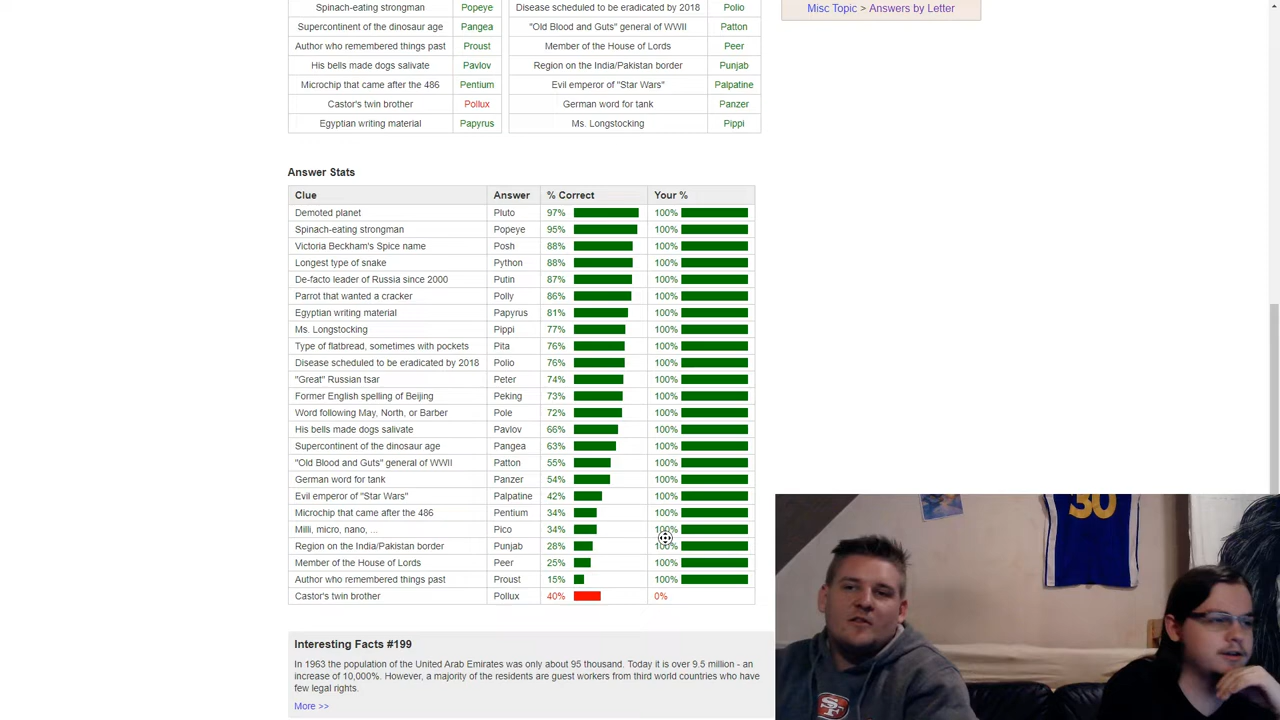 Misc Topic > Answers by Letter
Spinach-eating strongman Popeye Disease scheduled to be eradicated by 2018 Polio
Supercontinent of the dinosaur age Pangea "Old Blood and Guts" general of WWII Patton
Author who remembered things past Proust Member of the House of Lords Peer
His bells made dogs salivate Pavlov Region on the India/Pakistan border Punjab
Microchip that came after the 486 Pentium Evil emperor of "Star Wars" Palpatine
Castor's twin brother Pollux German word for tank Panzer
Egyptian writing material Papyrus Ms. Longstocking Pippi
Answer Stats
Clue Answer % Correct Your %
Demoted planet Pluto 97% 100%
Spinach-eating strongman Popeye 95% 100%
Victoria Beckham's Spice name Posh 88% 100%
Longest type of snake Python 88% 100%
De-facto leader of Russia since 2000 Putin 87% 100%
Parrot that wanted a cracker Polly 86% 100%
Egyptian writing material Papyrus 81% 100%
Ms. Longstocking Pippi 77% 100%
Type of flatbread, sometimes with pockets Pita 76% 100%
Disease scheduled to be eradicated by 2018 Polio 76% 100%
"Great" Russian tsar Peter 74% 100%
Former English spelling of Beijing Peking 73% 100%
Word following May, North, or Barber Pole 72% 100%
His bells made dogs salivate Pavlov 66% 100%
Supercontinent of the dinosaur age Pangea 63% 100%
"Old Blood and Guts" general of WWII Patton 55% 100%
German word for tank Panzer 54% 100%
Evil emperor of "Star Wars" Palpatine 42% 100%
Microchip that came after the 486 Pentium 34% 100%
Milli, micro, nano, ... Pico 34% 100%
Region on the India/Pakistan border Punjab 28% 100%
Member of the House of Lords Peer 25% 100%
Author who remembered things past Proust 15% 100%
Castor's twin brother Pollux 40% 0%
Interesting Facts #199
In 1963 the population of the United Arab Emirates was only about 95 thousand. Today it is over 9.5 million - an
increase of 10,000%. However, a majority of the residents are guest workers from third world countries who have
few legal rights.
More >>
30
SF